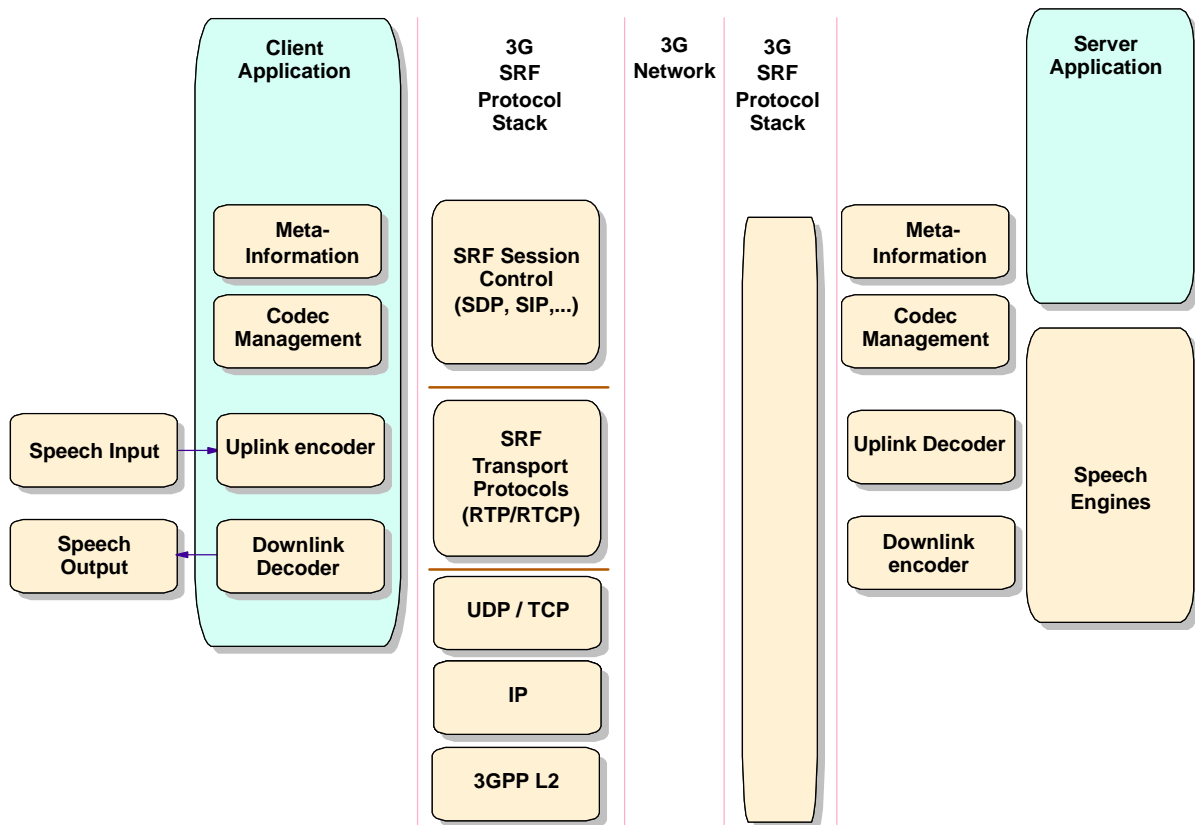 Client
Application
3G
SRF
Protocol
Stack
3G
Network
3G
SRF
Protocol
Stack
Server
Application
Meta-
Information
Codec
Management
SRF Session
Control
(SDP, SIP,...)
Meta-
Information
Codec
Management
Speech Input
Uplink encoder
SRF
Transport
Protocols
(RTP/RTCP)
Uplink Decoder
Speech
Engines
Speech
Output
Downlink
Decoder
Downlink
encoder
UDP / TCP
IP
3GPP L2